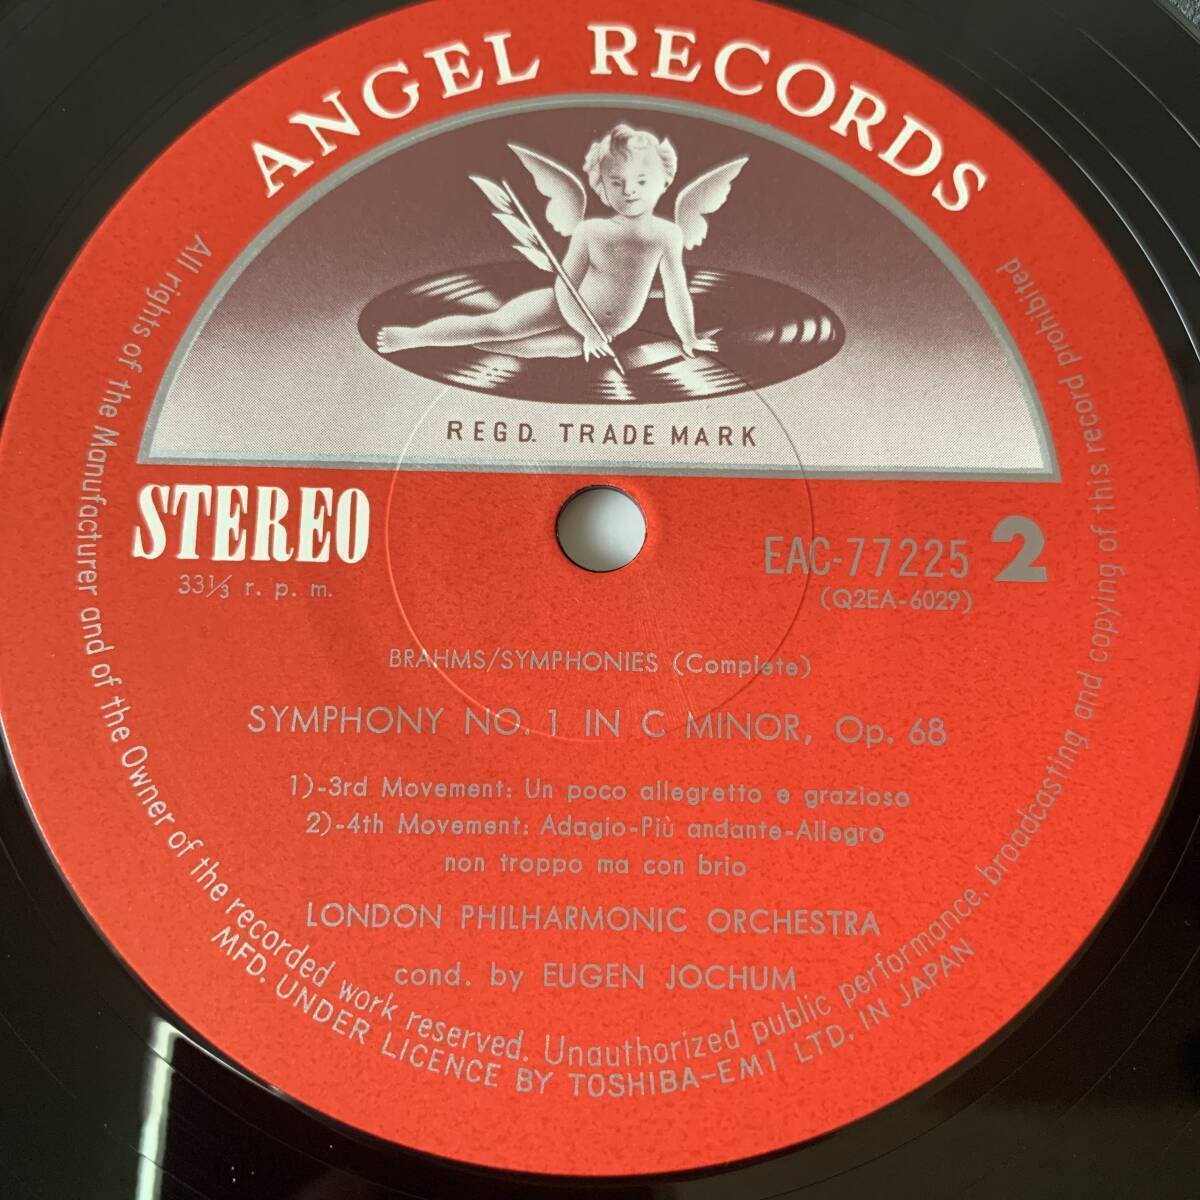 ANGEL RECORDS
REGD. TRADE MARK
STEREO
33 1/3 r. p. m.
EAC-77225 2
(Q2EA-6029)
BRAHMS/SYMPHONIES (Complete)
SYMPHONY NO. 1 IN C MINOR, Op. 68
1)-3rd Movement: Un poco allegretto e grazioso
2)-4th Movement: Adagio-Più andante-Allegro
non troppo ma con brio
LONDON PHILHARMONIC ORCHESTRA
cond. by EUGEN JOCHUM
All rights of the Manufacturer and of the Owner of the recorded work reserved. Unauthorized public performance, broadcasting and copying of this record prohibited
MFD. UNDER LICENCE BY TOSHIBA-EMI LTD. IN JAPAN